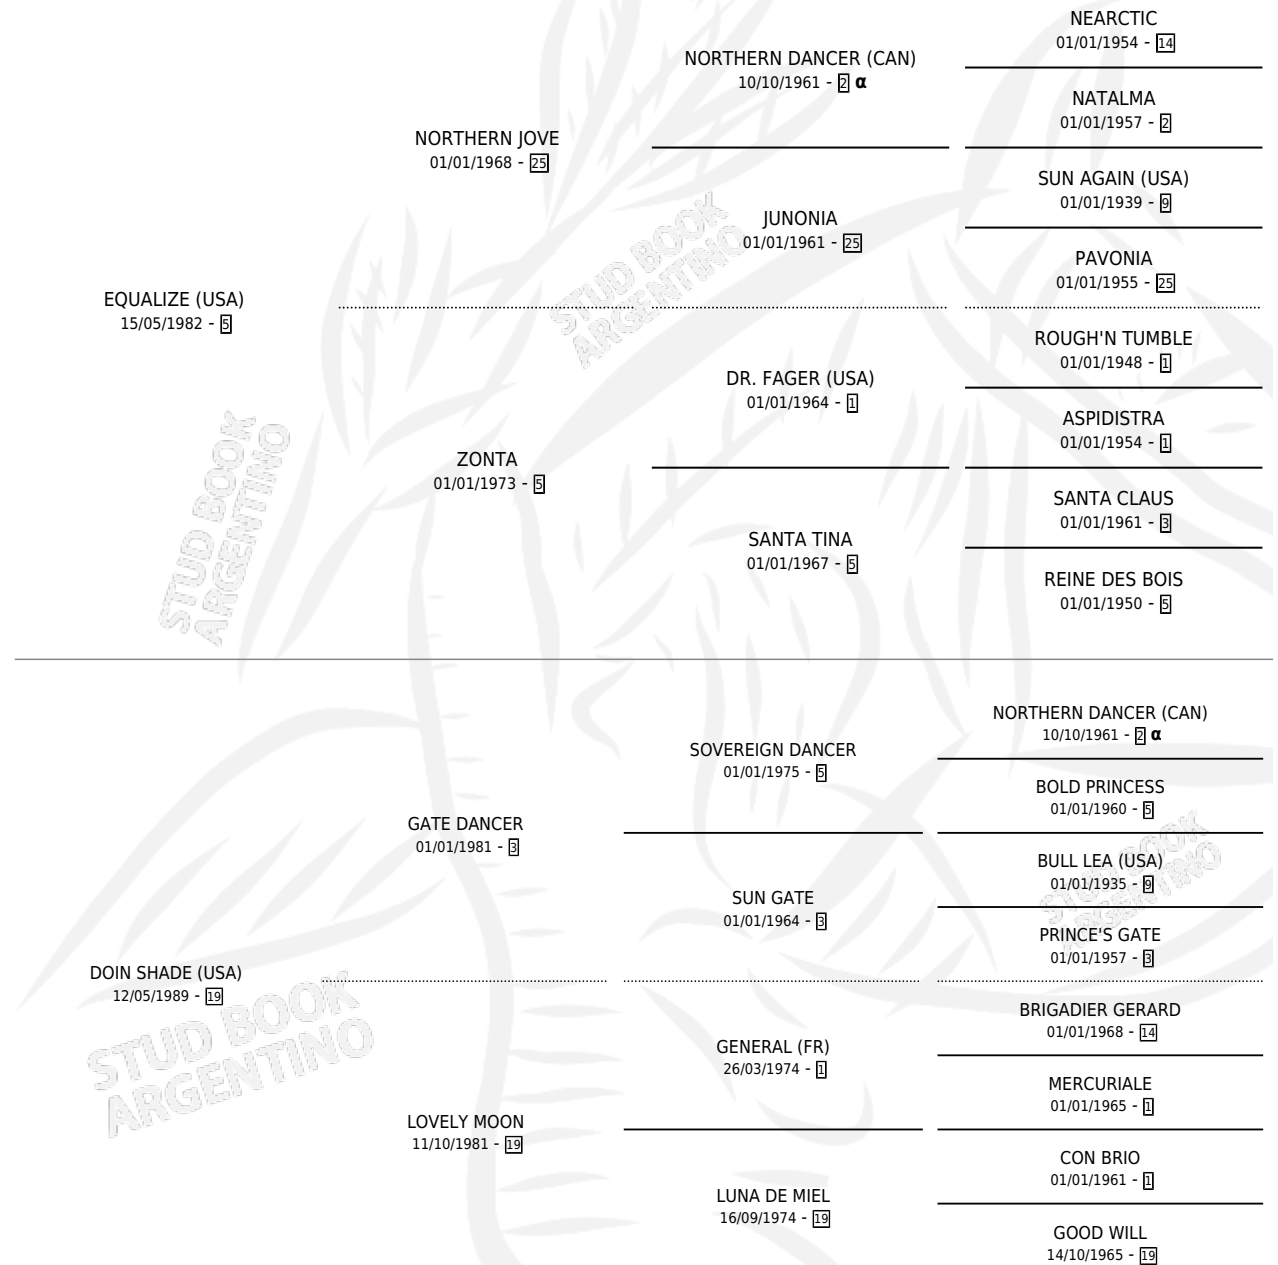 NEARCTIC
01/01/1954 - 14
NORTHERN DANCER (CAN)
10/10/1961 - 2 α
NATALMA
01/01/1957 - 2
NORTHERN JOVE
01/01/1968 - 25
SUN AGAIN (USA)
01/01/1939 - 9
JUNONIA
01/01/1961 - 25
PAVONIA
01/01/1955 - 25
STUD BOOK
ARGENTINO
EQUALIZE (USA)
15/05/1982 - 5
ROUGH'N TUMBLE
01/01/1948 - 1
DR. FAGER (USA)
01/01/1964 - 1
ASPIDISTRA
01/01/1954 - 1
ZONTA
01/01/1973 - 5
SANTA CLAUS
01/01/1961 - 3
SANTA TINA
01/01/1967 - 5
REINE DES BOIS
01/01/1950 - 5
STUD BOOK
ARGENTINO
NORTHERN DANCER (CAN)
10/10/1961 - 2 α
SOVEREIGN DANCER
01/01/1975 - 5
BOLD PRINCESS
01/01/1960 - 5
GATE DANCER
01/01/1981 - 3
BULL LEA (USA)
01/01/1935 - 9
SUN GATE
01/01/1964 - 3
PRINCE'S GATE
01/01/1957 - 3
STUD BOOK
ARGENTINO
DOIN SHADE (USA)
12/05/1989 - 19
BRIGADIER GERARD
01/01/1968 - 14
GENERAL (FR)
26/03/1974 - 1
MERCURIALE
01/01/1965 - 1
STUD BOOK
ARGENTINO
LOVELY MOON
11/10/1981 - 19
CON BRIO
01/01/1961 - 1
LUNA DE MIEL
16/09/1974 - 19
GOOD WILL
14/10/1965 - 19